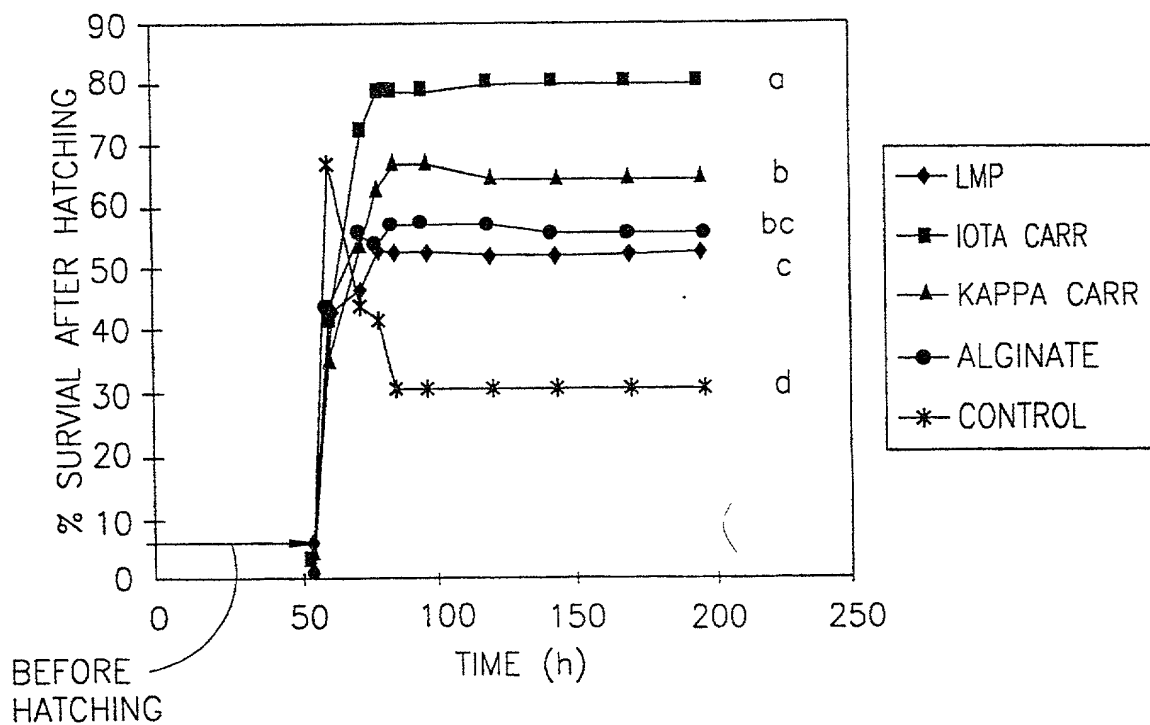 90
80
70
60
50
40
30
20
10
0
% SURVIAL AFTER HATCHING
0
50
100
150
200
250
TIME (h)
BEFORE
HATCHING
a
b
bc
c
d
LMP
IOTA CARR
KAPPA CARR
ALGINATE
CONTROL